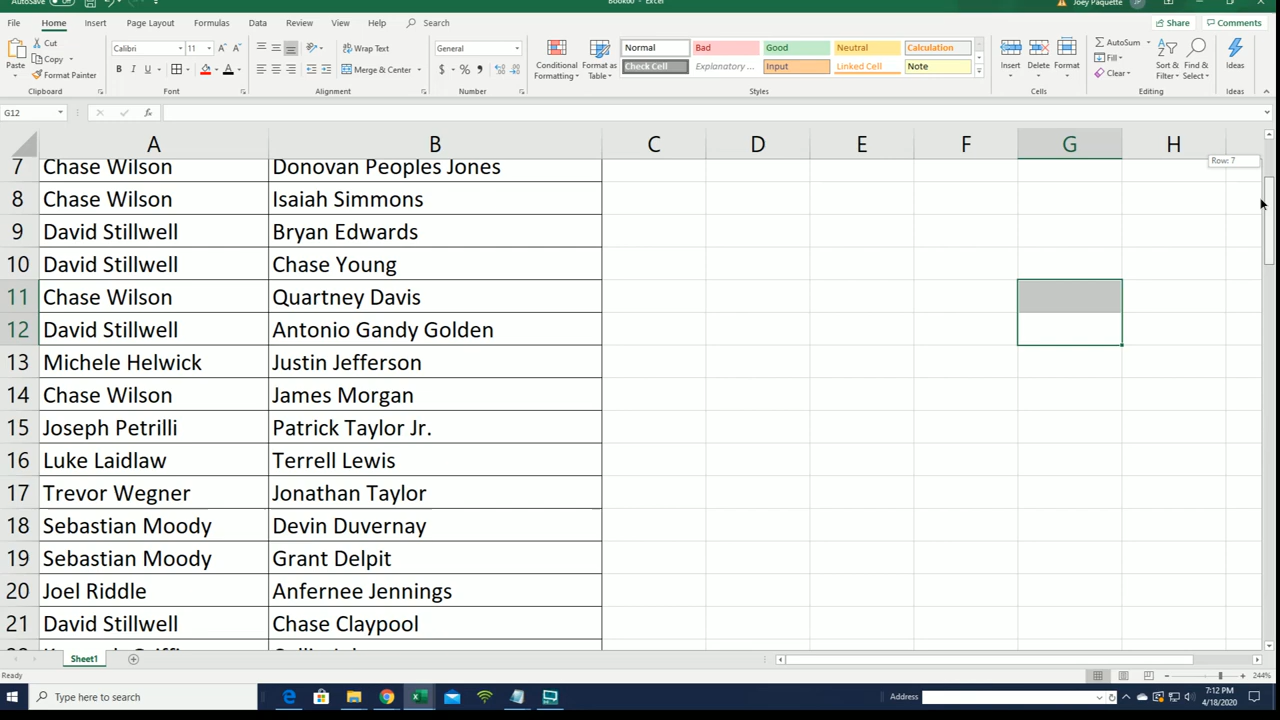 AutoSave Off Book00 - Excel Joey Paquette JP
File Home Insert Page Layout Formulas Data Review View Help Search Share Comments
Paste Cut Copy Format Painter Clipboard
Calibri 11 A A B I U A Font
Wrap Text Merge & Center Alignment
General $ % , Number
Conditional Formatting Format as Table
Normal Bad Good Neutral Calculation
Check Cell Explanatory ... Input Linked Cell Note
Styles
Insert Delete Format Cells
AutoSum Fill Clear Sort & Filter Find & Select Editing
Ideas Ideas
G12 fx
A B C D E F G H
Row: 7
7 Chase Wilson Donovan Peoples Jones
8 Chase Wilson Isaiah Simmons
9 David Stillwell Bryan Edwards
10 David Stillwell Chase Young
11 Chase Wilson Quartney Davis
12 David Stillwell Antonio Gandy Golden
13 Michele Helwick Justin Jefferson
14 Chase Wilson James Morgan
15 Joseph Petrilli Patrick Taylor Jr.
16 Luke Laidlaw Terrell Lewis
17 Trevor Wegner Jonathan Taylor
18 Sebastian Moody Devin Duvernay
19 Sebastian Moody Grant Delpit
20 Joel Riddle Anfernee Jennings
21 David Stillwell Chase Claypool
Sheet1
Ready 244%
Type here to search Address 7:12 PM
4/18/2020